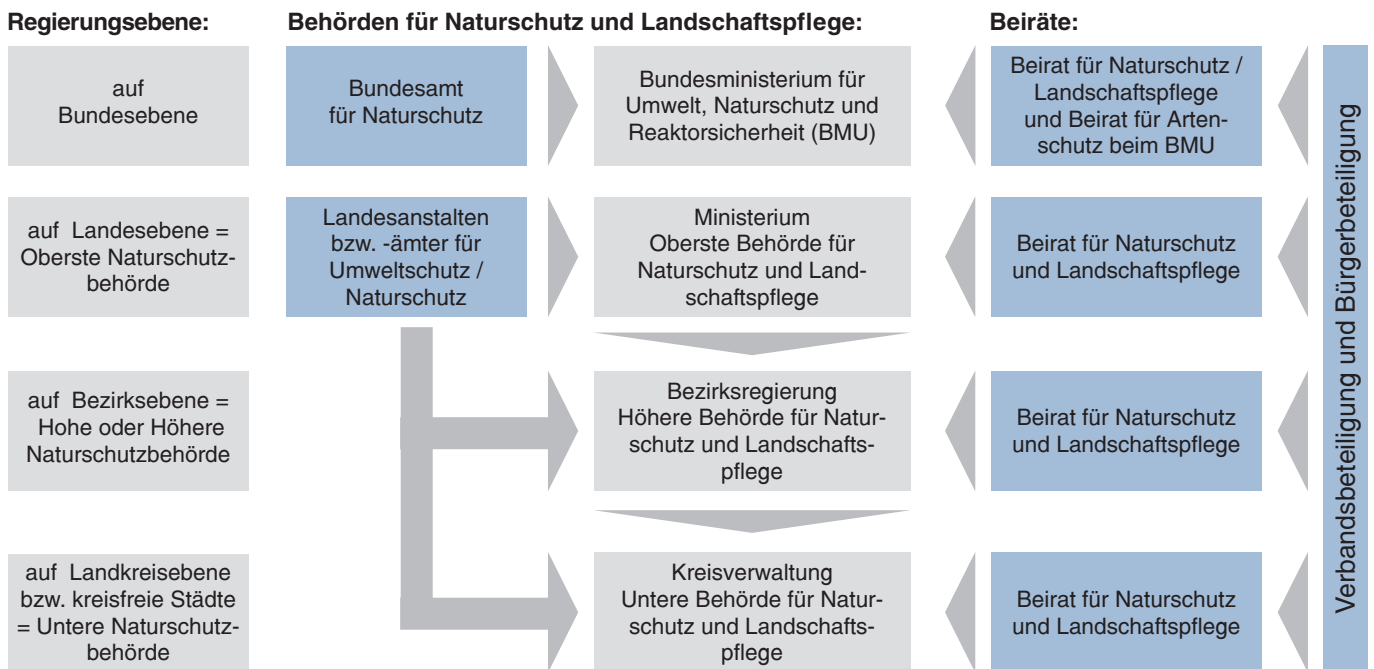 Regierungsebene:
Behörden für Naturschutz und Landschaftspflege:
Beiräte:
auf
Bundesebene
Bundesamt
für Naturschutz
Bundesministerium für
Umwelt, Naturschutz und
Reaktorsicherheit (BMU)
Beirat für Naturschutz /
Landschaftspflege
und Beirat für Arten-
schutz beim BMU
auf Landesebene =
Oberste Naturschutz-
behörde
Landesanstalten
bzw. -ämter für
Umweltschutz /
Naturschutz
Ministerium
Oberste Behörde für
Naturschutz und Land-
schaftspflege
Beirat für Naturschutz
und Landschaftspflege
auf Bezirksebene =
Hohe oder Höhere
Naturschutzbehörde
Bezirksregierung
Höhere Behörde für Natur-
schutz und Landschafts-
pflege
Beirat für Naturschutz
und Landschaftspflege
auf Landkreisebene
bzw. kreisfreie Städte
= Untere Naturschutz-
behörde
Kreisverwaltung
Untere Behörde für Natur-
schutz und Landschafts-
pflege
Beirat für Naturschutz
und Landschaftspflege
Verbandsbeteiligung und Bürgerbeteiligung